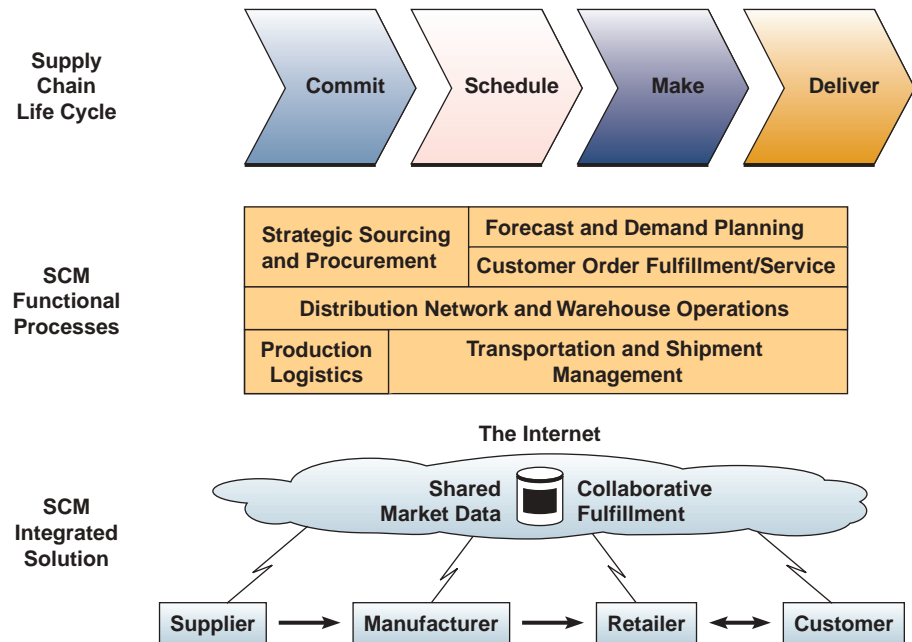 Supply
Chain
Life Cycle
Commit
Schedule
Make
Deliver
SCM
Functional
Processes
Strategic Sourcing
and Procurement
Forecast and Demand Planning
Customer Order Fulfillment/Service
Distribution Network and Warehouse Operations
Production
Logistics
Transportation and Shipment
Management
SCM
Integrated
Solution
The Internet
Shared
Market Data
Collaborative
Fulfillment
Supplier
Manufacturer
Retailer
Customer